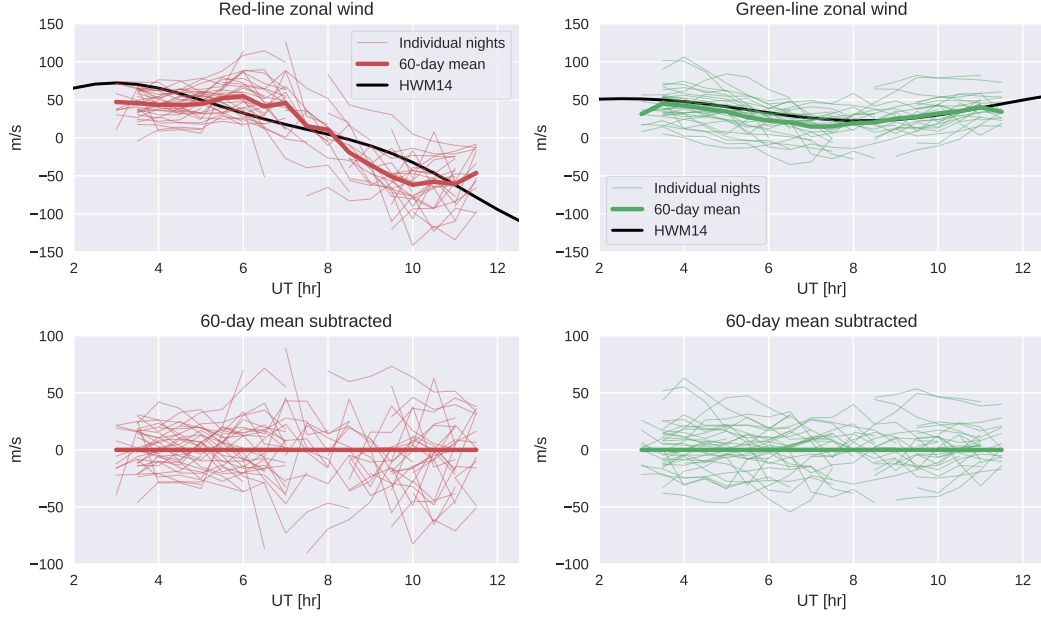 Red-line zonal wind
150
100
50
0
−50
−100
−150
m/s
2
4
6
8
10
12
UT [hr]
Individual nights
60-day mean
HWM14
Green-line zonal wind
150
100
50
0
−50
−100
−150
m/s
2
4
6
8
10
12
UT [hr]
Individual nights
60-day mean
HWM14
60-day mean subtracted
100
50
0
−50
−100
m/s
2
4
6
8
10
12
UT [hr]
60-day mean subtracted
100
50
0
−50
−100
m/s
2
4
6
8
10
12
UT [hr]